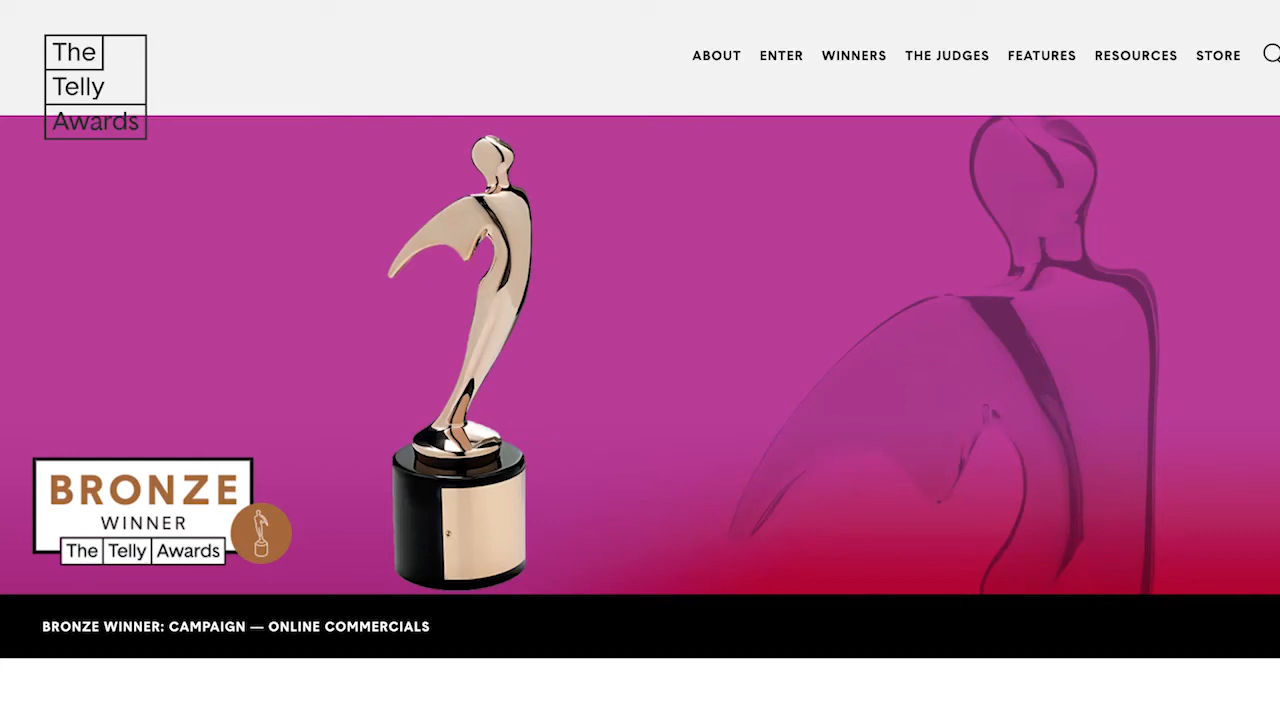 The
Telly
Awards
ABOUT ENTER WINNERS THE JUDGES FEATURES RESOURCES STORE
BRONZE
WINNER
The Telly Awards
BRONZE WINNER: CAMPAIGN — ONLINE COMMERCIALS